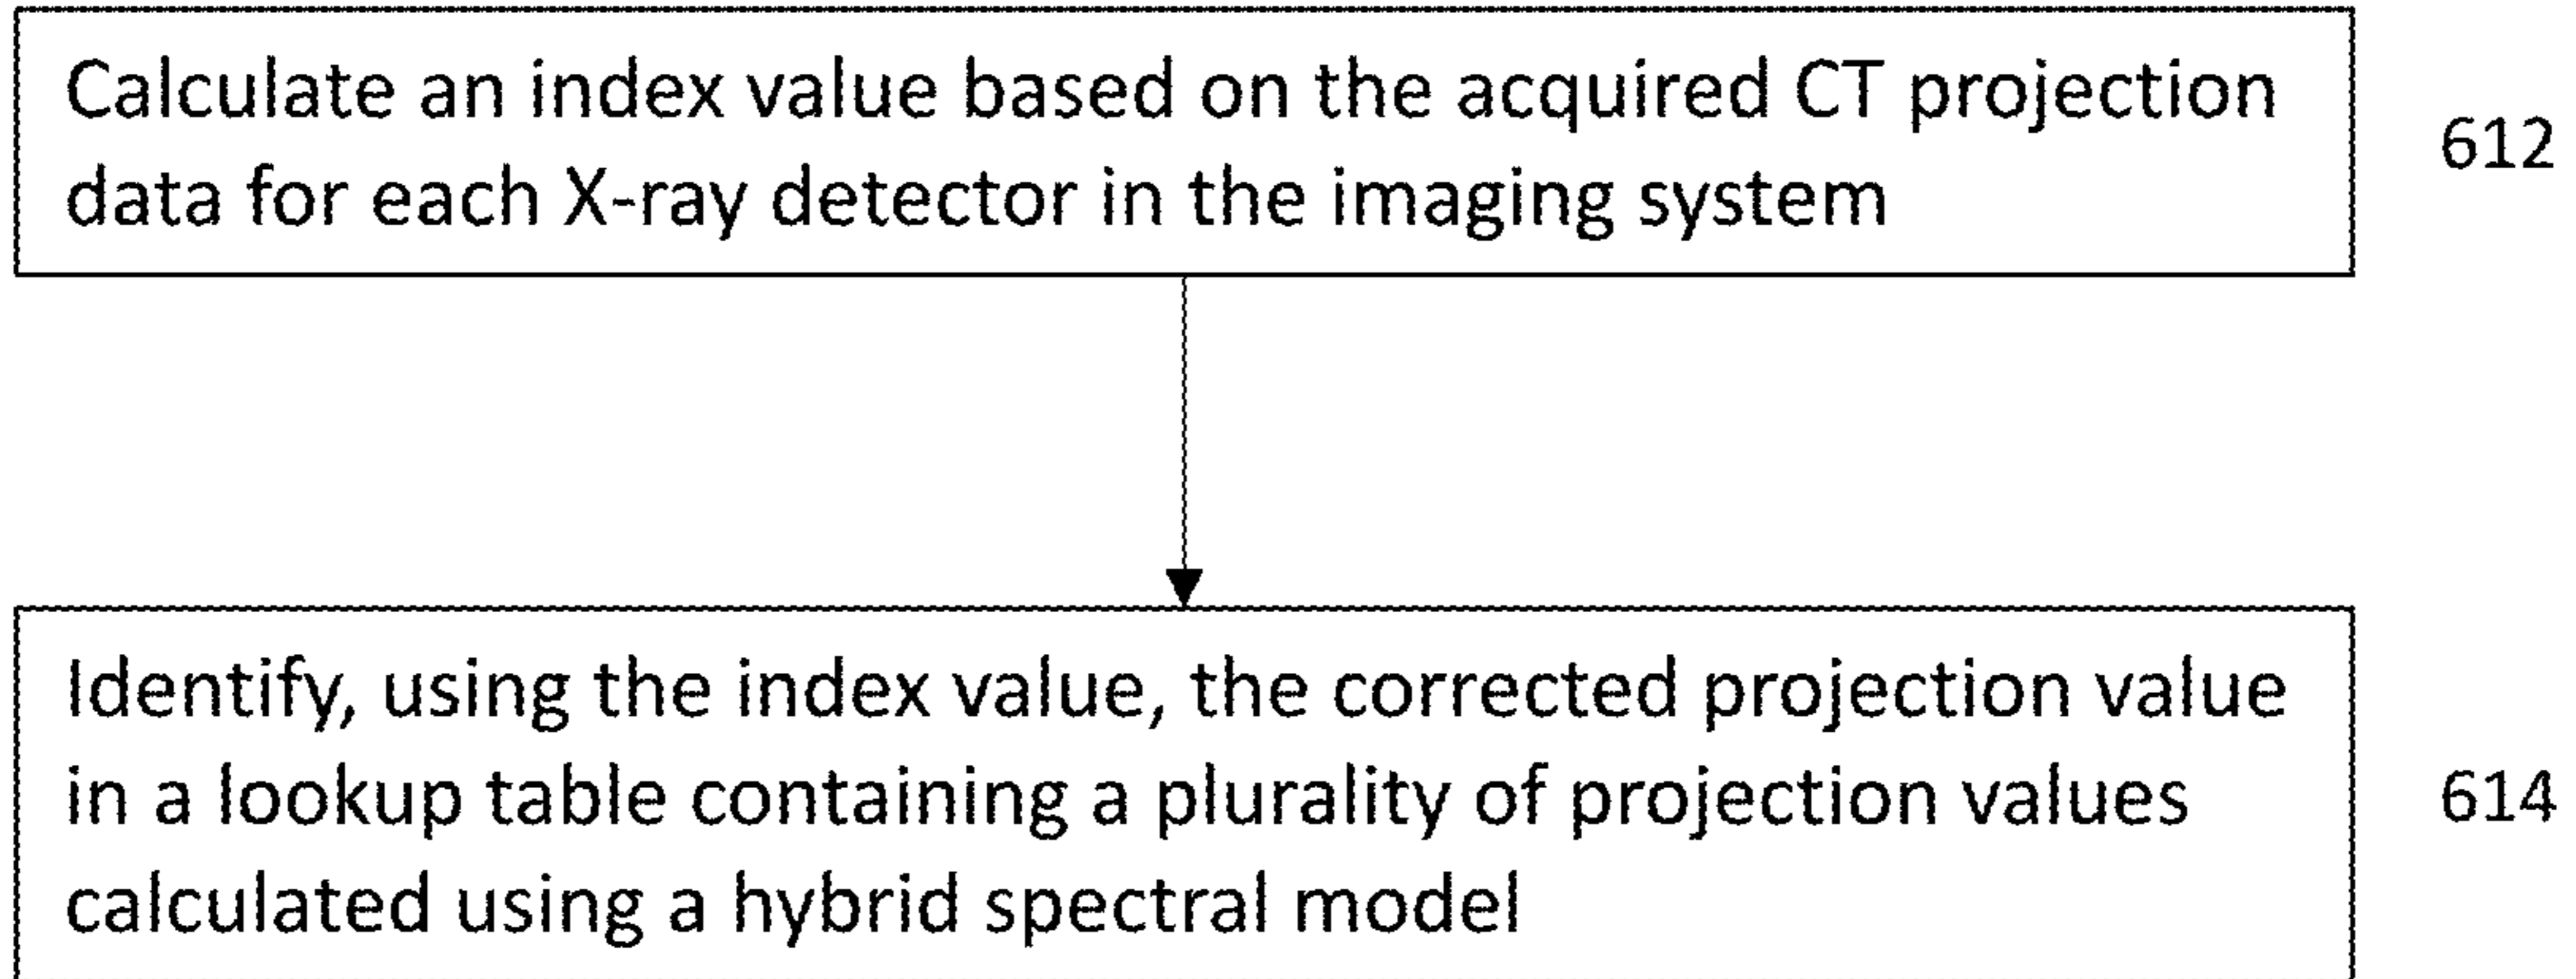 Calculate an index value based on the acquired CT projection
data for each X-ray detector in the imaging system
612
Identify, using the index value, the corrected projection value
in a lookup table containing a plurality of projection values
calculated using a hybrid spectral model
614